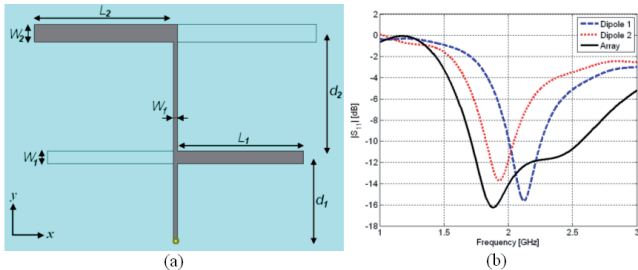 L2
W2
d2
Wf
L1
W1
d1
y
x
(a)
|S11| [dB]
2
0
-2
-4
-6
-8
-10
-12
-14
-16
-18
Dipole 1
Dipole 2
Array
1 1.5 2 2.5 3
Frequency [GHz]
(b)